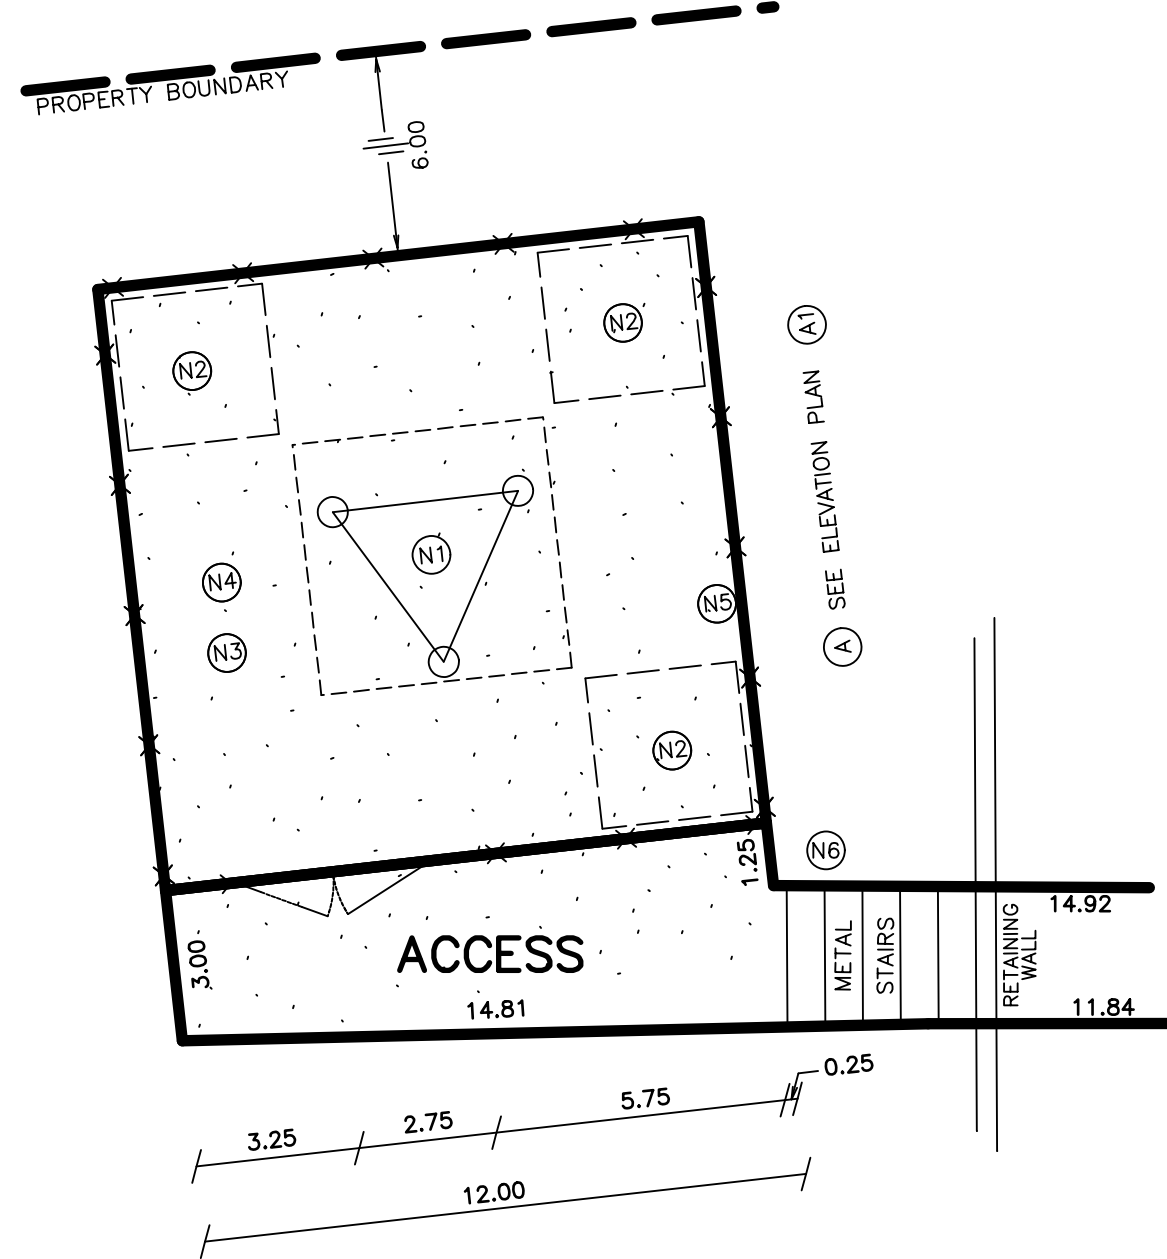 PROPERTY BOUNDARY
6.00
N2
N2
A1
SEE ELEVATION PLAN
A
N1
N4
N5
N3
N2
1.25
N6
14.92
3.00
ACCESS
METAL
STAIRS
RETAINING
WALL
14.81
11.84
0.25
5.75
2.75
3.25
12.00